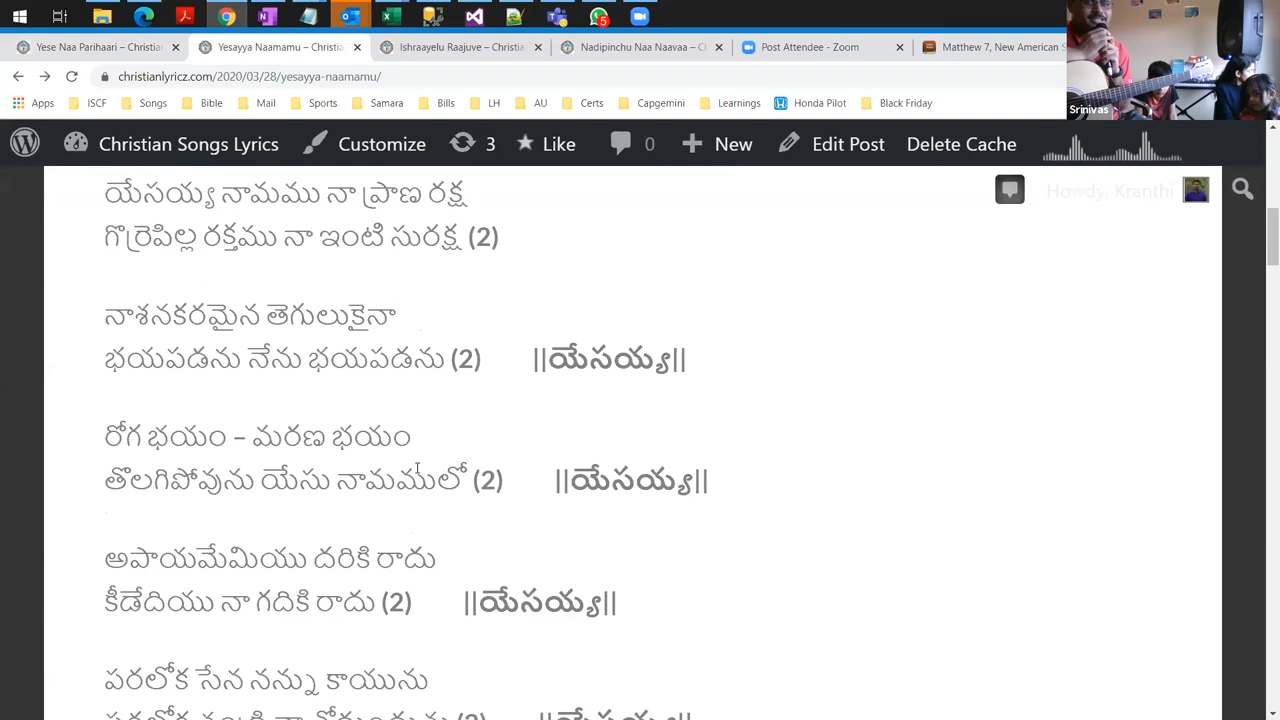 Yese Naa Parihaari – Christia
Yesayya Naamamu – Christia
Ishraayelu Raajuve – Christia
Nadipinchu Naa Naavaa – C
Post Attendee - Zoom
Matthew 7, New American S
christianlyricz.com/2020/03/28/yesayya-naamamu/
Apps ISCF Songs Bible Mail Sports Samara Bills LH AU Certs Capgemini Learnings Honda Pilot Black Friday
Srinivas
Christian Songs Lyrics Customize 3 Like 0 New Edit Post Delete Cache
Howdy, Kranthi
యేసయ్య నామము నా ప్రాణ రక్ష
గొర్రెపిల్ల రక్తము నా ఇంటి సురక్ష (2)
నాశనకరమైన తెగులుకైనా
భయపడను నేను భయపడను (2) ||యేసయ్య||
రోగ భయం – మరణ భయం
తొలగిపోవును యేసు నామములో (2) ||యేసయ్య||
అపాయమేమియు దరికి రాదు
కీడేదియు నా గదికి రాదు (2) ||యేసయ్య||
పరలోక సేన నన్ను కాయును